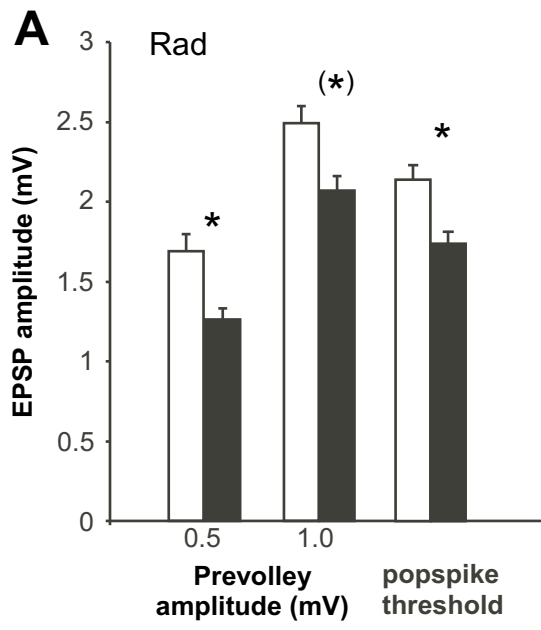 A
Rad
EPSP amplitude (mV)
3
2.5
2
1.5
1
0.5
0
*
(*)
*
0.5 1.0
Prevolley
amplitude (mV)
popspike
threshold